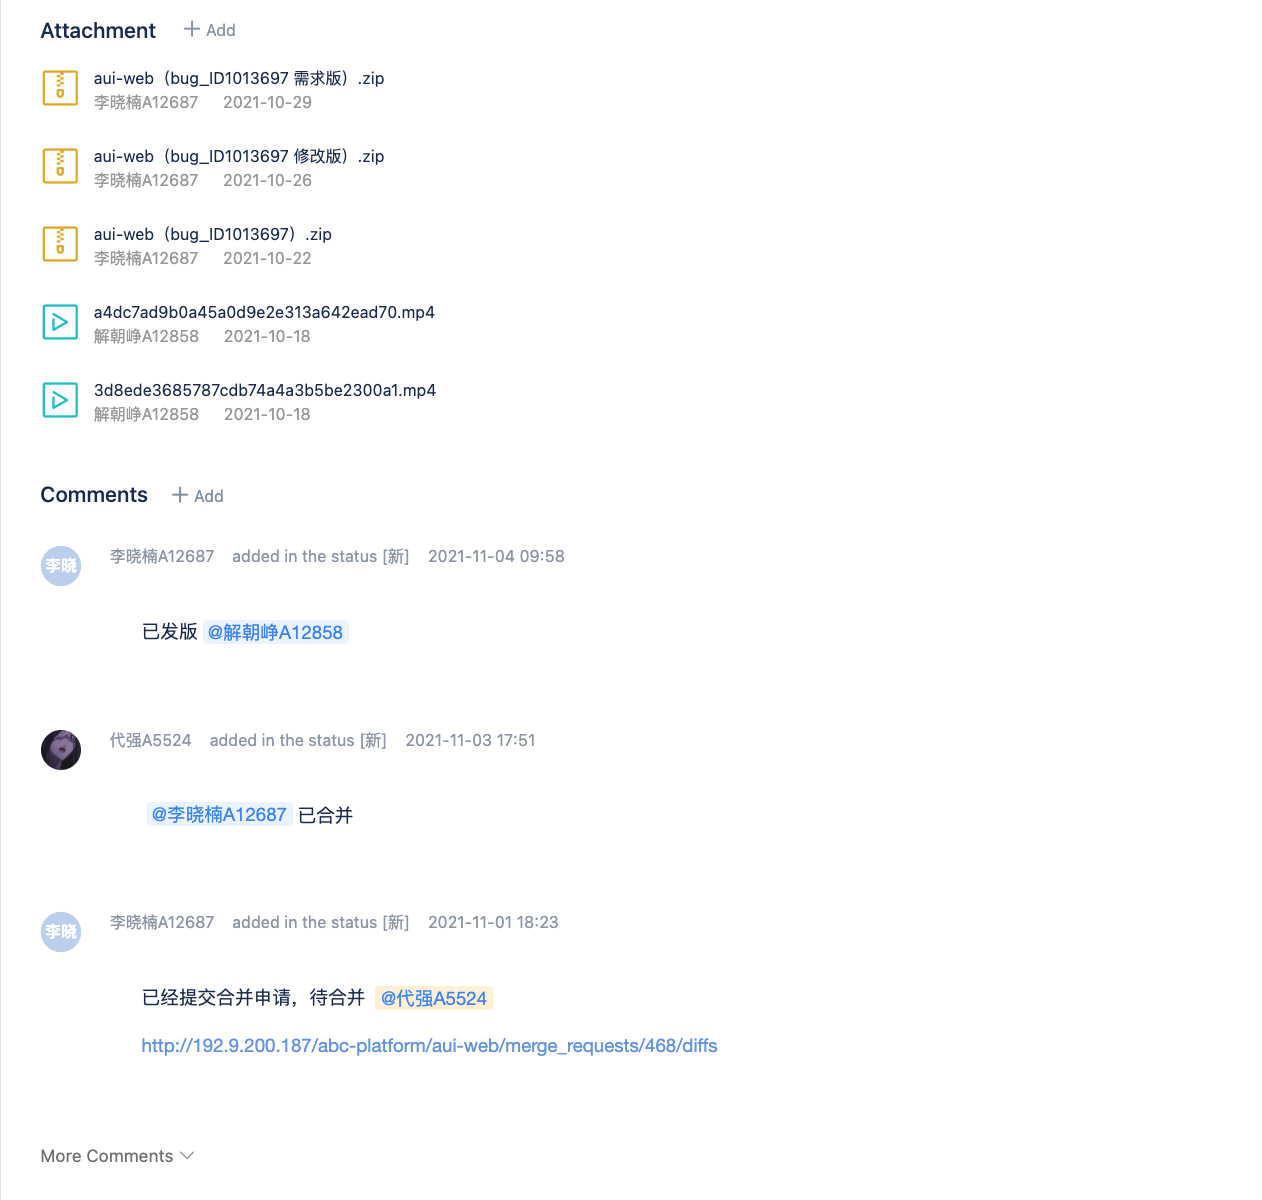 Attachment + Add
aui-web（bug_ID1013697 需求版）.zip
李晓楠A12687 2021-10-29
aui-web（bug_ID1013697 修改版）.zip
李晓楠A12687 2021-10-26
aui-web（bug_ID1013697）.zip
李晓楠A12687 2021-10-22
a4dc7ad9b0a45a0d9e2e313a642ead70.mp4
解朝峥A12858 2021-10-18
3d8ede3685787cdb74a4a3b5be2300a1.mp4
解朝峥A12858 2021-10-18
Comments + Add
李晓 李晓楠A12687 added in the status [新] 2021-11-04 09:58
已发版 @解朝峥A12858
代强A5524 added in the status [新] 2021-11-03 17:51
@李晓楠A12687 已合并
李晓 李晓楠A12687 added in the status [新] 2021-11-01 18:23
已经提交合并申请，待合并 @代强A5524
http://192.9.200.187/abc-platform/aui-web/merge_requests/468/diffs
More Comments